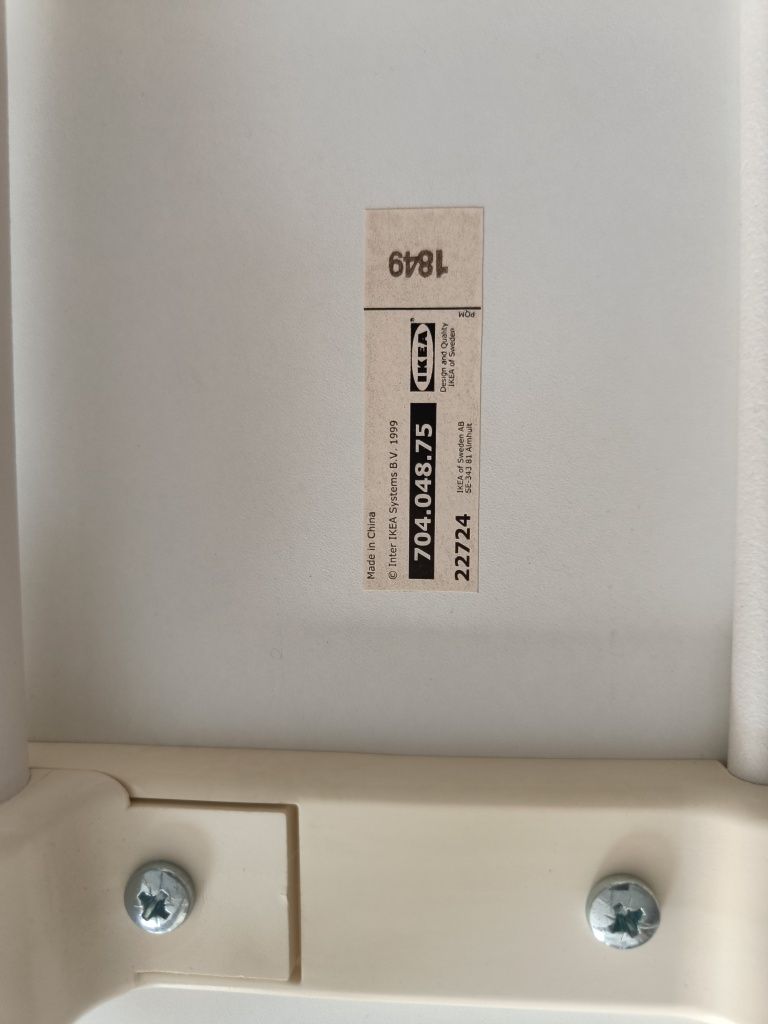 Made in China
© Inter IKEA Systems B.V. 1999
704.048.75
22724
IKEA of Sweden AB
SE-343 81 Älmhult
IKEA®
Design and Quality
IKEA of Sweden
PQM
1849